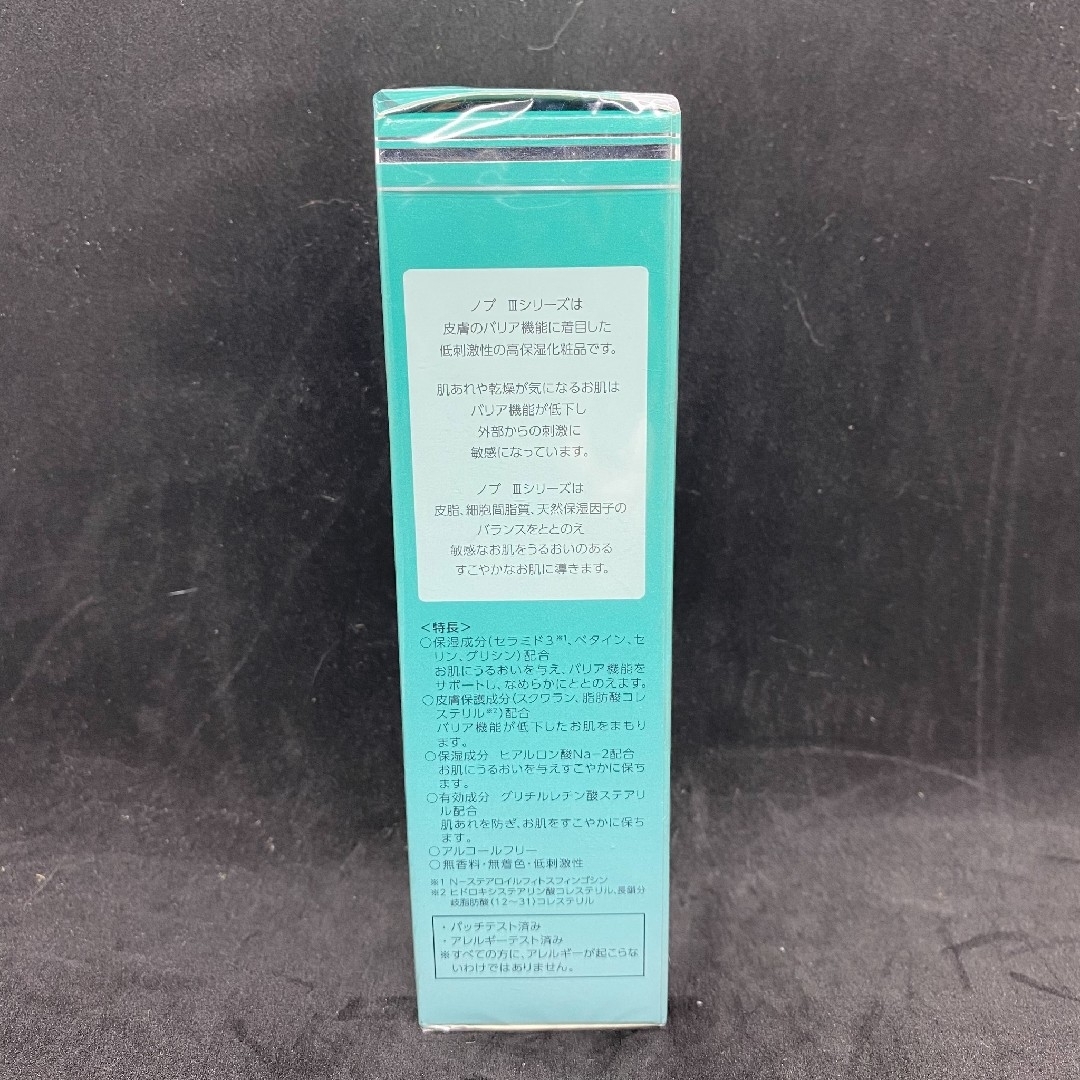 ノブ　Ⅲシリーズは
皮膚のバリア機能に着目した
低刺激性の高保湿化粧品です。
肌あれや乾燥が気になるお肌は
バリア機能が低下し
外部からの刺激に
敏感になっています。
ノブ　Ⅲシリーズは
皮脂、細胞間脂質、天然保湿因子の
バランスをととのえ
敏感なお肌をうるおいのある
すこやかなお肌に導きます。
＜特長＞
○保湿成分(セラミド3※1、ベタイン、セ
リン、グリシン)配合
お肌にうるおいを与え、バリア機能を
サポートし、なめらかにととのえます。
○皮膚保護成分(スクワラン、脂肪酸コレ
ステリル※2)配合
バリア機能が低下したお肌をまもり
ます。
○保湿成分　ヒアルロン酸Na－2配合
お肌にうるおいを与えすこやかに保ち
ます。
○有効成分　グリチルレチン酸ステアリ
ル配合
肌あれを防ぎ、お肌をすこやかに保ち
ます。
○アルコールフリー
○無香料・無着色・低刺激性
※1 N－ステアロイルフィトスフィンゴシン
※2 ヒドロキシステアリン酸コレステリル、長鎖分
岐脂肪酸(12～31)コレステリル
・パッチテスト済み
・アレルギーテスト済み
※すべての方に、アレルギーが起こらな
いわけではありません。